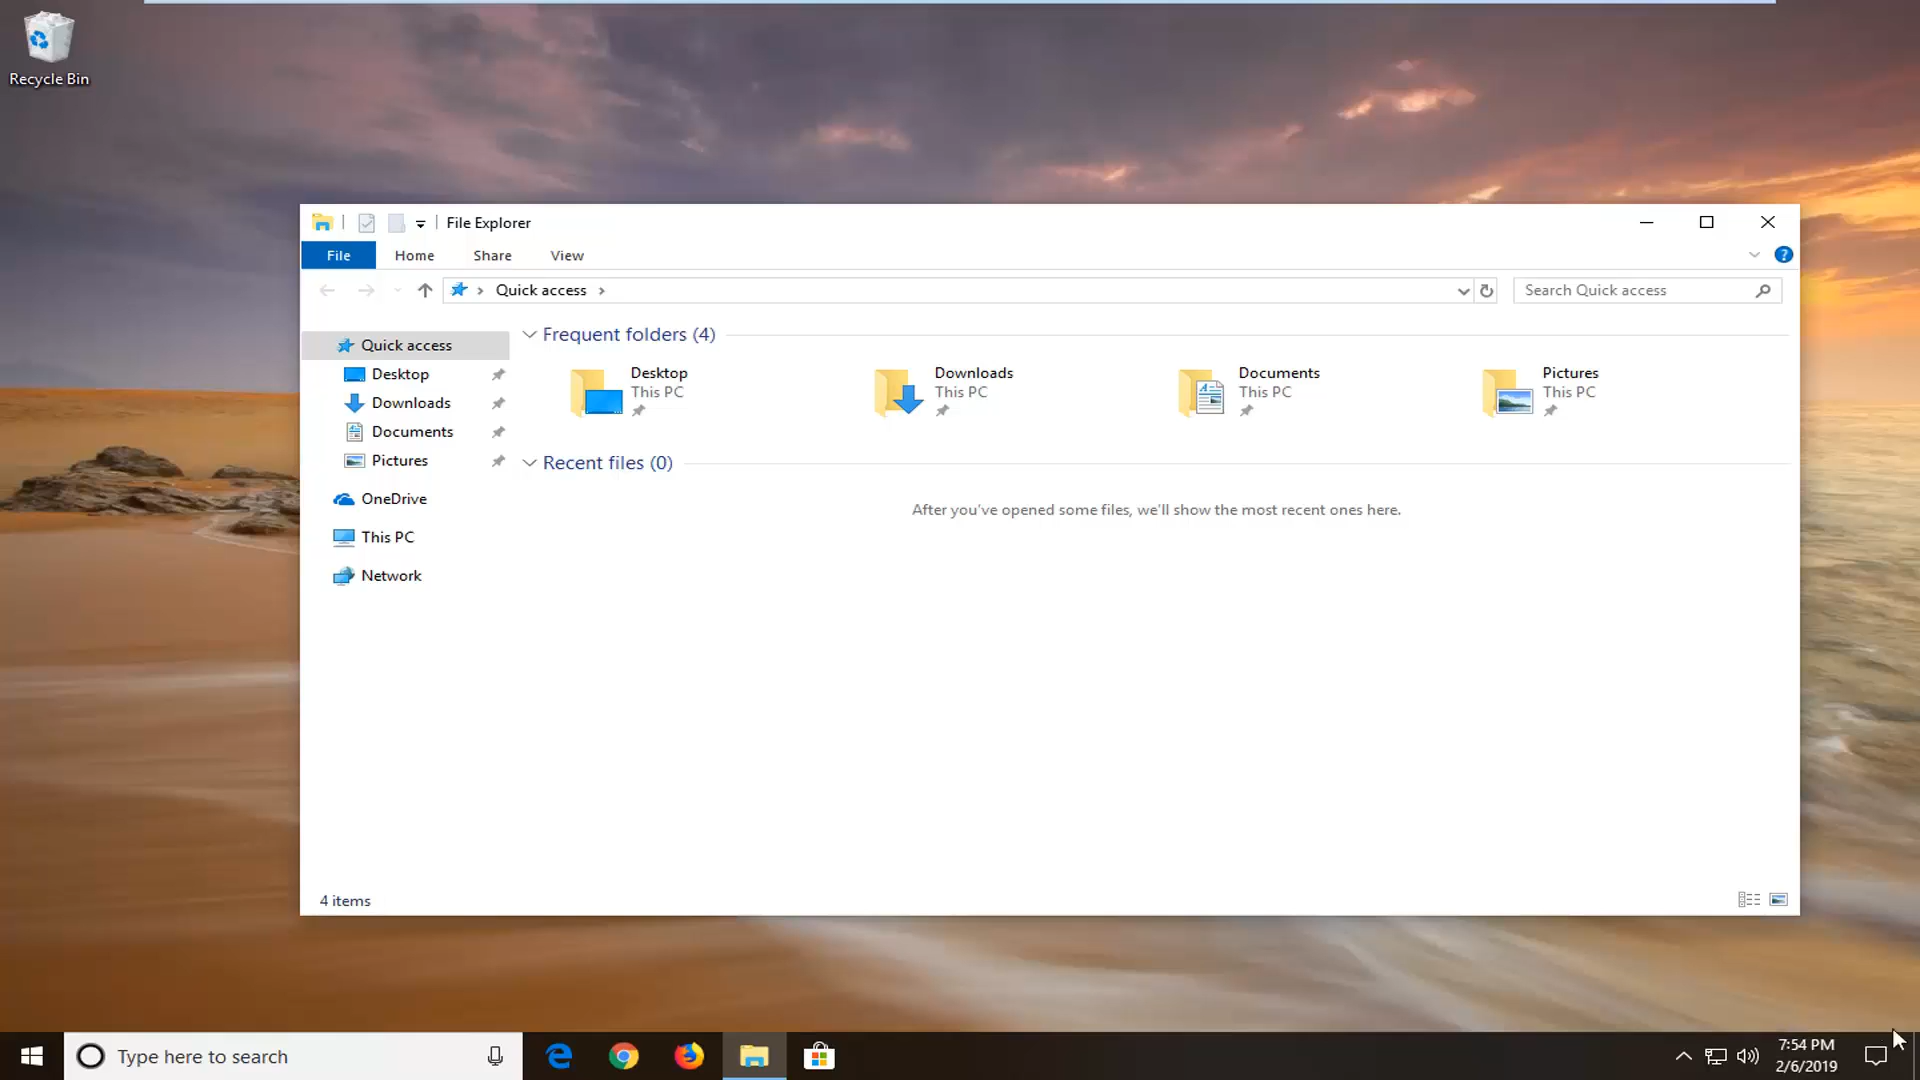 Recycle Bin
File Explorer
File Home Share View
Quick access
Search Quick access
Quick access
Desktop
Downloads
Documents
Pictures
OneDrive
This PC
Network
Frequent folders (4)
Desktop
This PC
Downloads
This PC
Documents
This PC
Pictures
This PC
Recent files (0)
After you've opened some files, we'll show the most recent ones here.
4 items
Type here to search
7:54 PM
2/6/2019